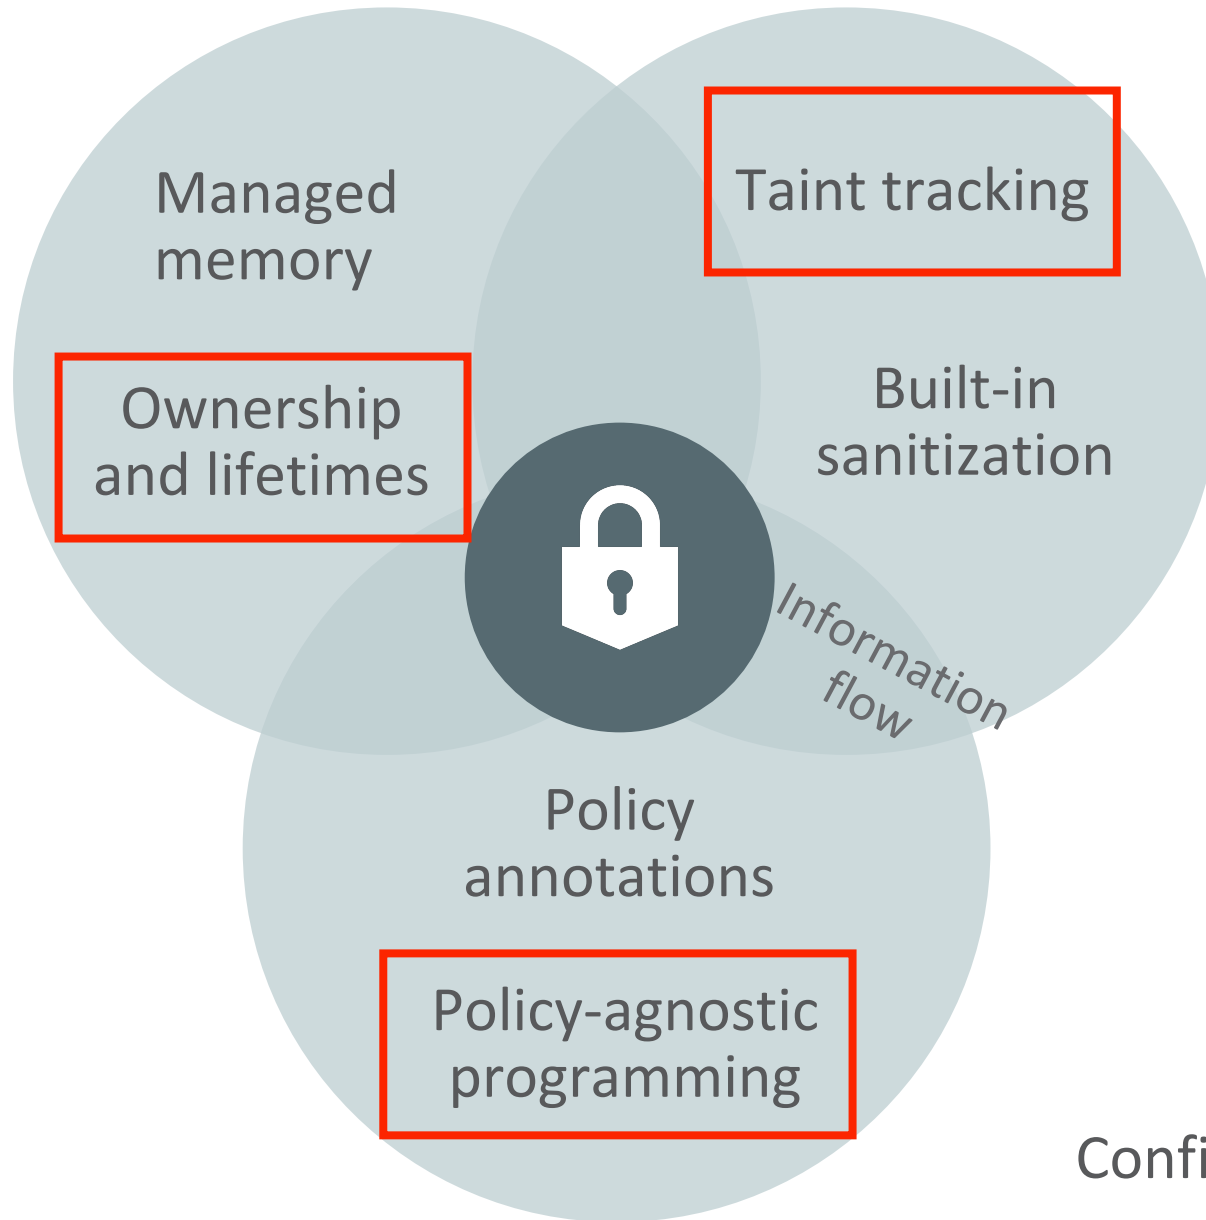 Managed
memory
Taint tracking
Ownership
and lifetimes
Built-in
sanitization
Information
flow
Policy
annotations
Policy-agnostic
programming